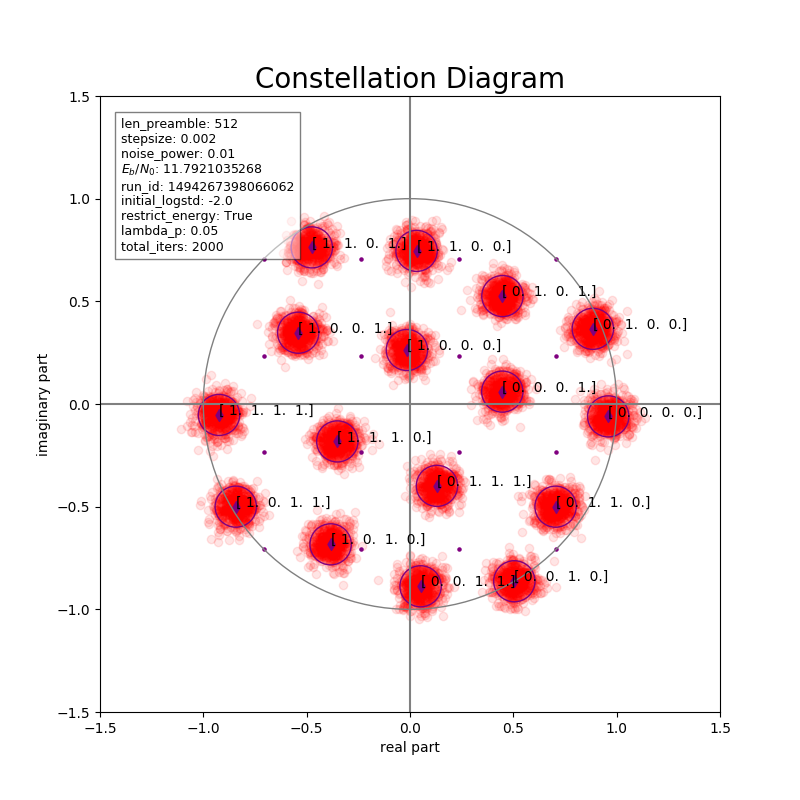 Constellation Diagram
1.5
len_preamble: 512
stepsize: 0.002
noise_power: 0.01
E_b/N_0: 11.7921035268
run_id: 1494267398066062
initial_logstd: -2.0
restrict_energy: True
lambda_p: 0.05
total_iters: 2000
1.0
[ 1. 1. 0. 1.] [ 1. 1. 0. 0.]
0.5
[ 0. 1. 0. 1.]
[ 0. 1. 0. 0.]
[ 1. 0. 0. 1.]
[ 1. 0. 0. 0.]
[ 0. 0. 0. 1.]
0.0
[ 1. 1. 1. 1.] [ 0. 0. 0. 0.]
[ 1. 1. 1. 0.]
[ 0. 1. 1. 1.]
−0.5
[ 1. 0. 1. 1.] [ 0. 1. 1. 0.]
[ 1. 0. 1. 0.]
[ 0. 0. 1. 1.] [ 0. 0. 1. 0.]
−1.0
−1.5
−1.5 −1.0 −0.5 0.0 0.5 1.0 1.5
real part
imaginary part